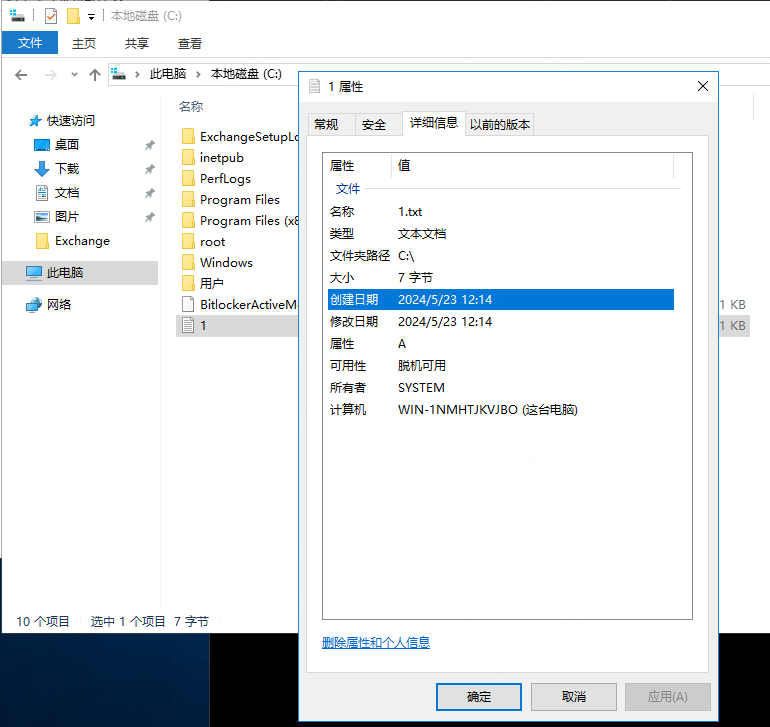 本地磁盘 (C:)
文件 主页 共享 查看
此电脑 本地磁盘 (C:)
名称
快速访问
桌面
下载
文档
图片
Exchange
此电脑
网络
ExchangeSetupLo
inetpub
PerfLogs
Program Files
Program Files (x8
root
Windows
用户
BitlockerActiveM
1 KB
1
1 KB
10 个项目 选中 1 个项目 7 字节
1 属性
常规 安全 详细信息 以前的版本
属性 值
文件
名称 1.txt
类型 文本文档
文件夹路径 C:\
大小 7 字节
创建日期 2024/5/23 12:14
修改日期 2024/5/23 12:14
属性 A
可用性 脱机可用
所有者 SYSTEM
计算机 WIN-1NMHTJKVJBO (这台电脑)
删除属性和个人信息
确定 取消 应用(A)